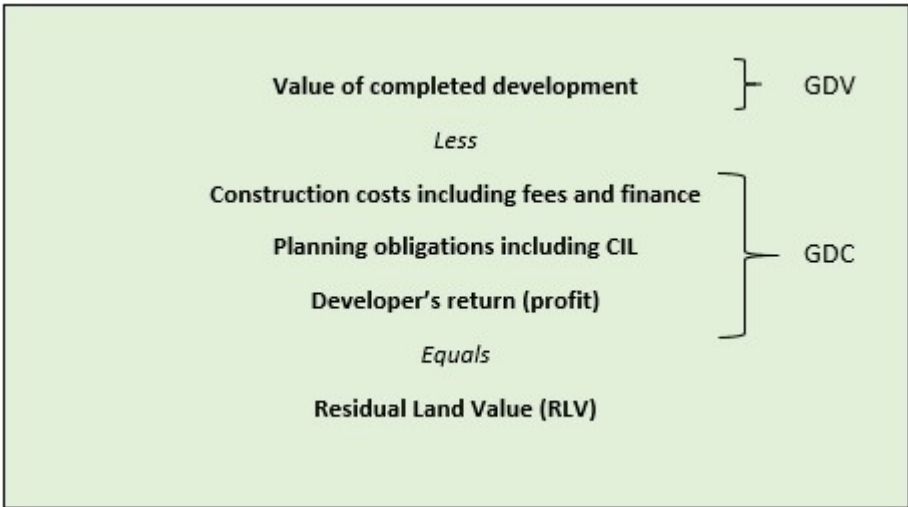 Value of completed development GDV
Less
Construction costs including fees and finance
Planning obligations including CIL GDC
Developer’s return (profit)
Equals
Residual Land Value (RLV)